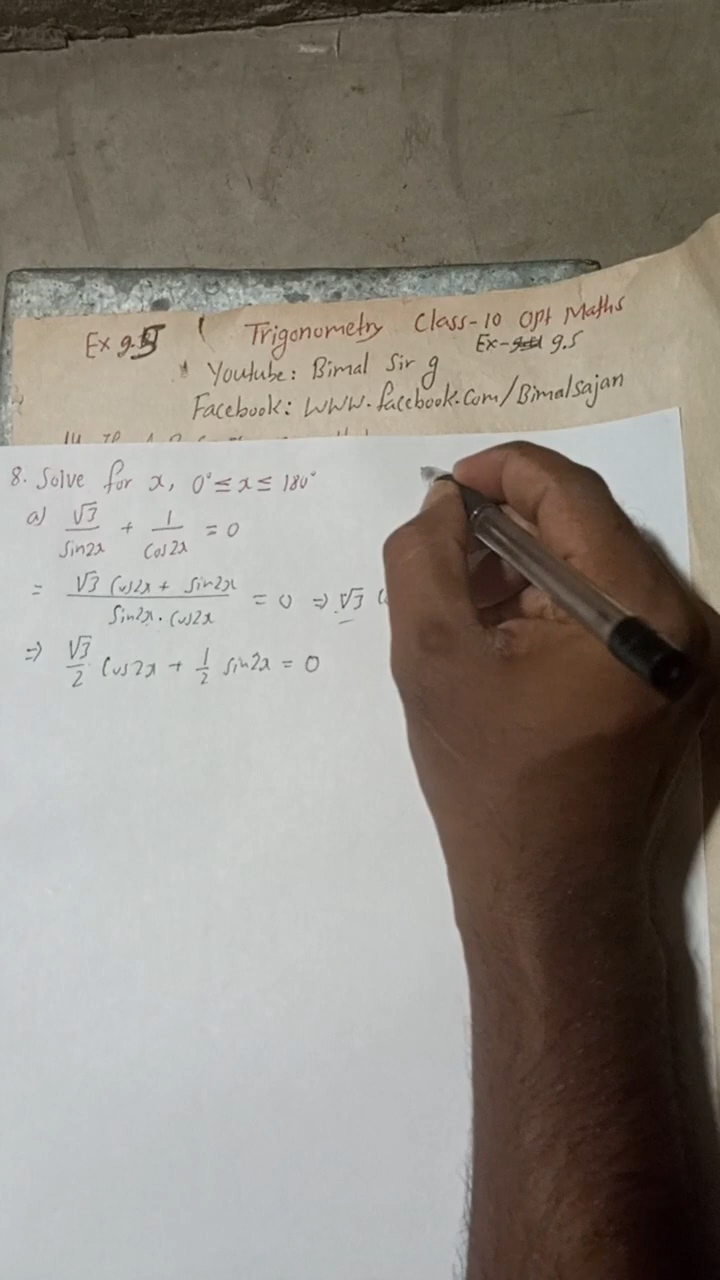 Ex 9.5
Trigonometry Class-10 Opt Maths
Ex- 9.5
Youtube: Bimal Sir g
Facebook: WWW.facebook.com/Bimalsajan
8. Solve for x, 0° ≤ x ≤ 180°
a) √3/Sin2x + 1/Cos2x = 0
= (√3 Cos2x + Sin2x)/(Sin2x . Cos2x) = 0 ⇒ √3
⇒ √3/2 Cos2x + 1/2 Sin2x = 0